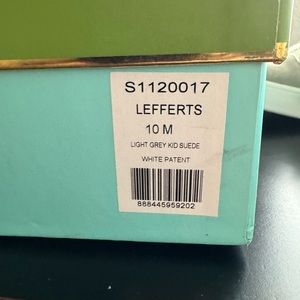 S1120017
LEFFERTS
10 M
LIGHT GREY KID SUEDE
WHITE PATENT
888445959202